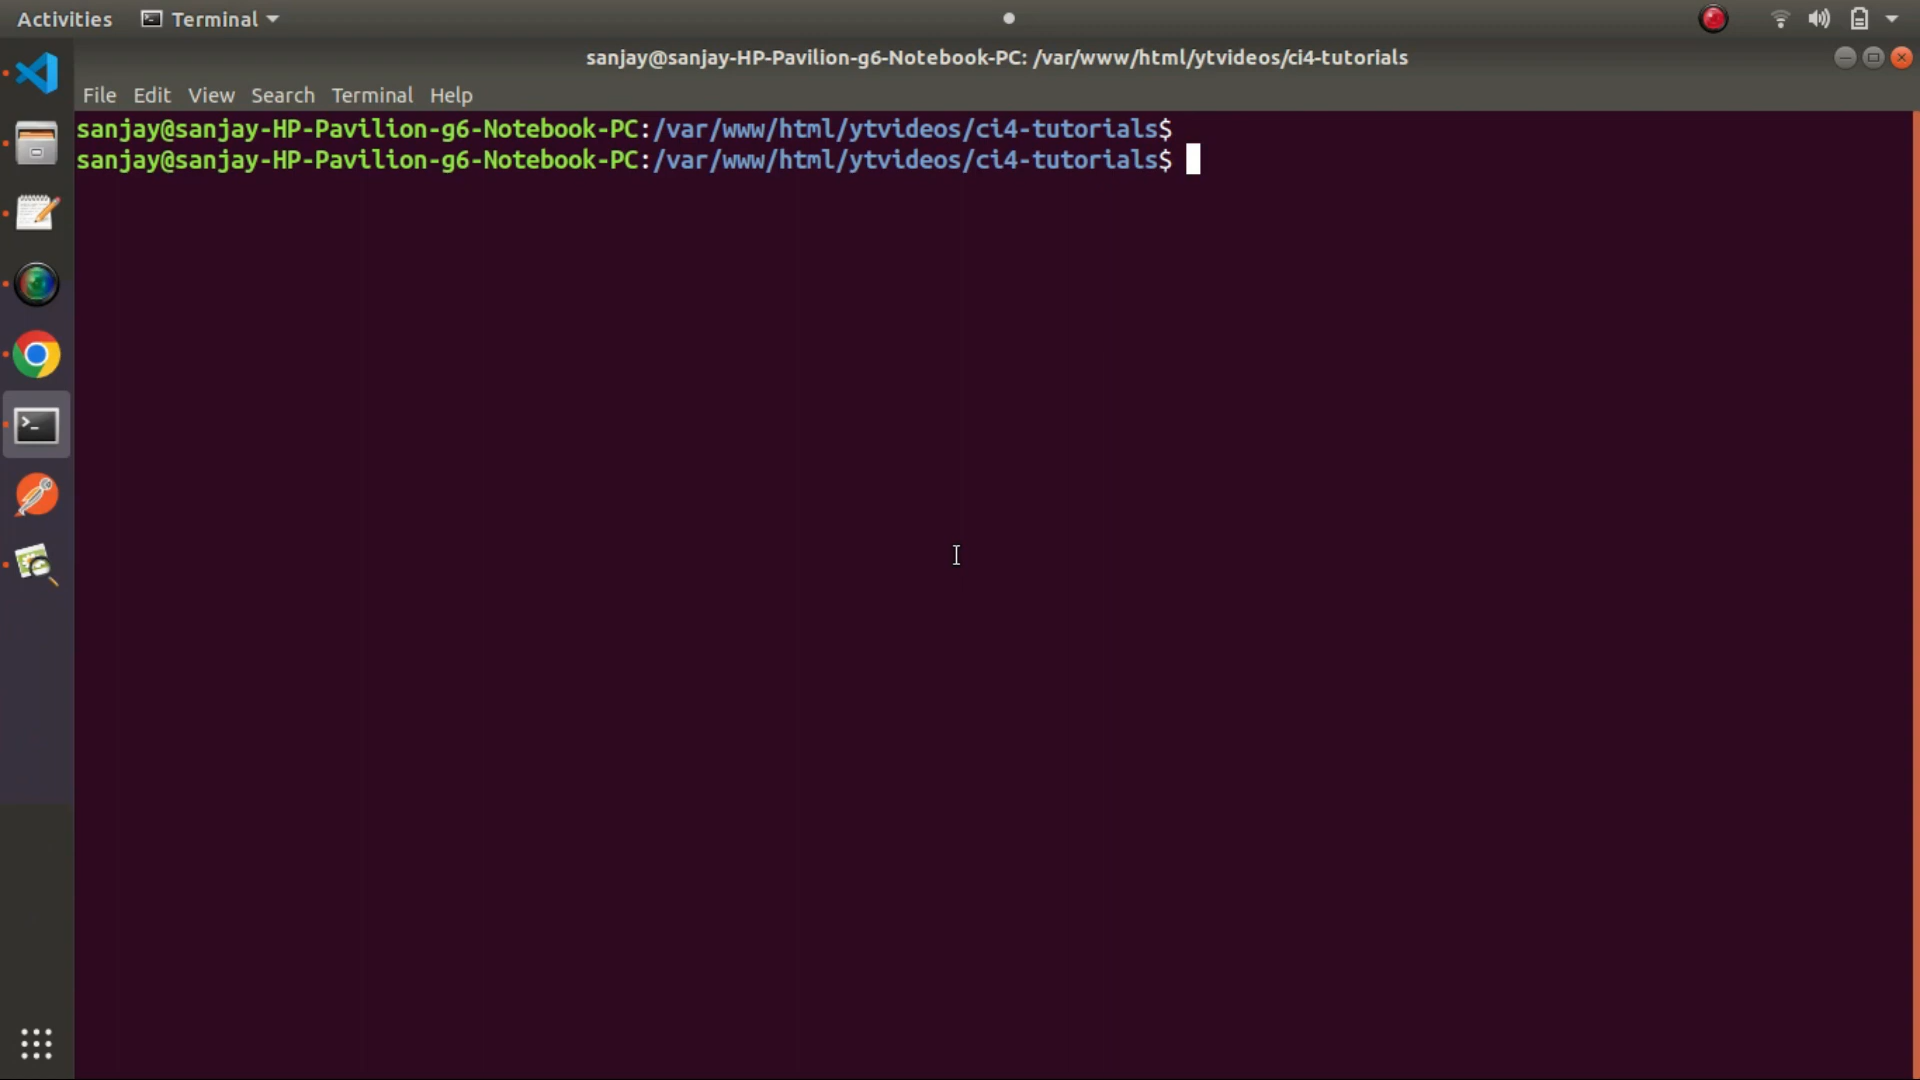 Activities Terminal
sanjay@sanjay-HP-Pavilion-g6-Notebook-PC: /var/www/html/ytvideos/ci4-tutorials
File Edit View Search Terminal Help
sanjay@sanjay-HP-Pavilion-g6-Notebook-PC:/var/www/html/ytvideos/ci4-tutorials$
sanjay@sanjay-HP-Pavilion-g6-Notebook-PC:/var/www/html/ytvideos/ci4-tutorials$